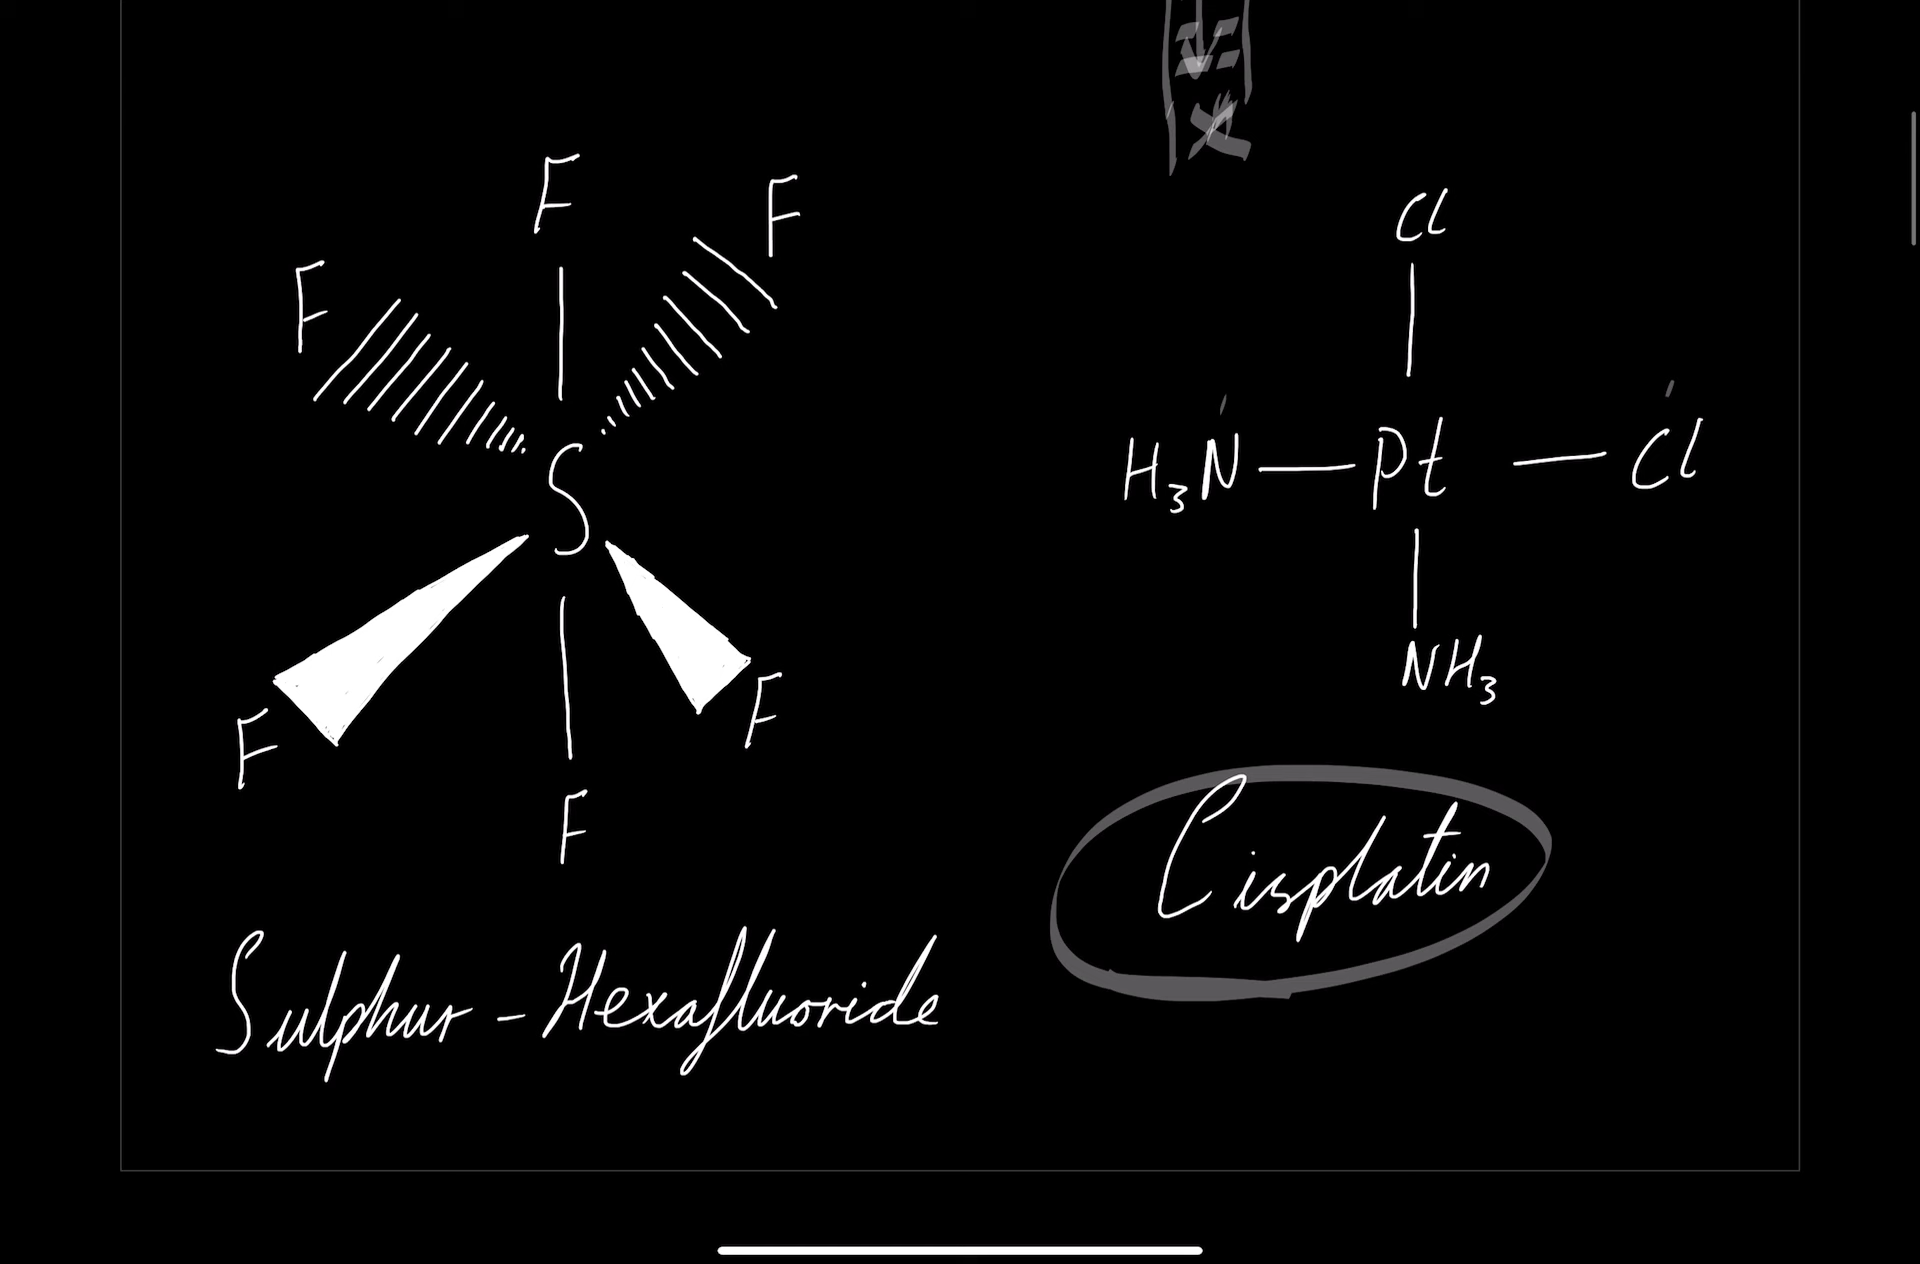 F
F
F
S
F
F
F
Sulphur-Hexafluoride
Cl
H₃N—Pt—Cl
NH₃
Cisplatin